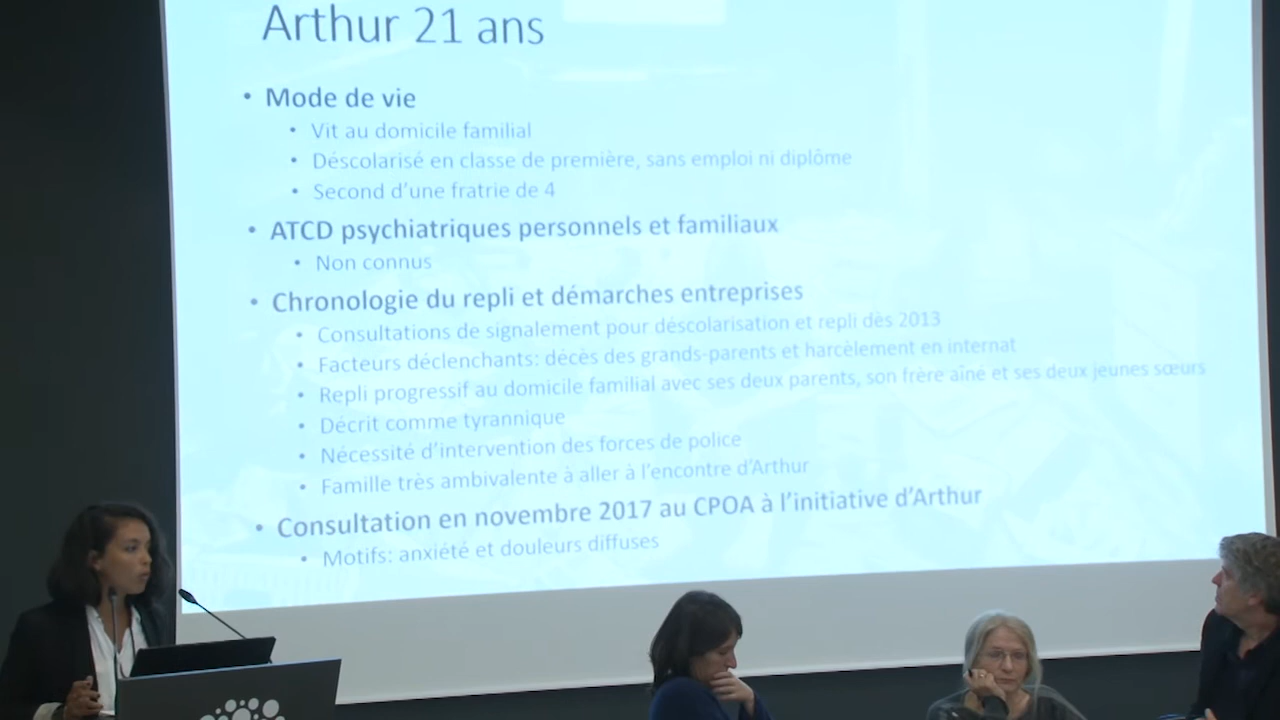 Arthur 21 ans
• Mode de vie
• Vit au domicile familial
• Déscolarisé en classe de première, sans emploi ni diplôme
• Second d'une fratrie de 4
• ATCD psychiatriques personnels et familiaux
• Non connus
• Chronologie du repli et démarches entreprises
• Consultations de signalement pour déscolarisation et repli dès 2013
• Facteurs déclenchants: décès des grands-parents et harcèlement en internat
• Repli progressif au domicile familial avec ses deux parents, son frère aîné et ses deux jeunes sœurs
• Décrit comme tyrannique
• Nécessité d'intervention des forces de police
• Famille très ambivalente à aller à l'encontre d'Arthur
• Consultation en novembre 2017 au CPOA à l'initiative d'Arthur
• Motifs: anxiété et douleurs diffuses